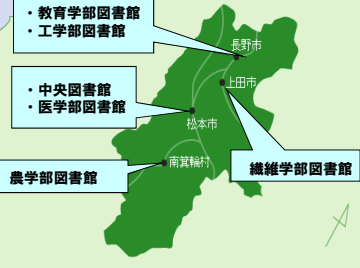 ・教育学部図書館
・工学部図書館
長野市
上田市
・中央図書館
・医学部図書館
松本市
南箕輪村
農学部図書館
繊維学部図書館